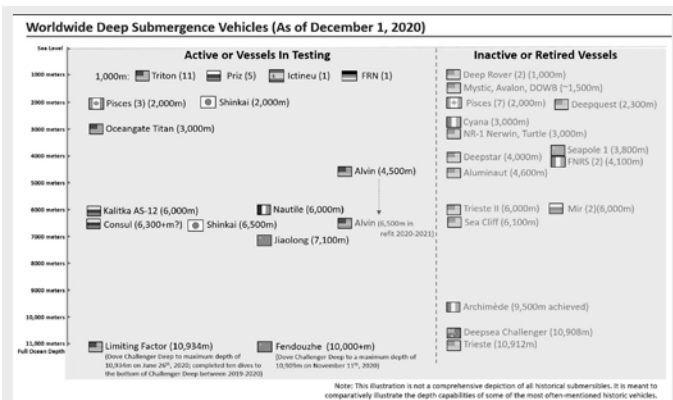 Worldwide Deep Submergence Vehicles (As of December 1, 2020)
Sea Level
Active or Vessels In Testing
Inactive or Retired Vessels
1000 meters
1,000m: Triton (11) Priz (5) Ictineu (1) FRN (1)
Deep Rover (2) (1,000m)
Mystic, Avalon, DOWB (~1,500m)
2000 meters
Pisces (3) (2,000m) Shinkai (2,000m)
Pisces (7) (2,000m) Deepquest (2,300m)
3000 meters
Oceangate Titan (3,000m)
Cyana (3,000m)
NR-1 Nerwin, Turtle (3,000m)
4000 meters
Seapole 1 (3,800m)
Deepstar (4,000m) FNRS (2) (4,100m)
Alvin (4,500m)
Aluminaut (4,600m)
5000 meters
6000 meters
Kalitka AS-12 (6,000m) Nautile (6,000m)
Trieste II (6,000m) Mir (2)(6,000m)
Consul (6,300+m?) Shinkai (6,500m) Alvin (6,500m in
refit 2020-2021)
Sea Cliff (6,100m)
7000 meters
Jiaolong (7,100m)
8000 meters
9000 meters
Archimède (9,500m achieved)
10,000 meters
Deepsea Challenger (10,908m)
11,000 meters
Full Ocean Depth
Limiting Factor (10,934m) Fendouzhe (10,000+m)
Trieste (10,912m)
(Dove Challenger Deep to maximum depth of
10,934m on June 26th, 2020; completed ten dives to
the bottom of Challenger Deep between 2019-2020)
(Dove Challenger Deep to a maximum depth of
10,909m on November 11th, 2020)
Note: This illustration is not a comprehensive depiction of all historical submersibles. It is meant to
comparatively illustrate the depth capabilities of some of the most often-mentioned historic vehicles.